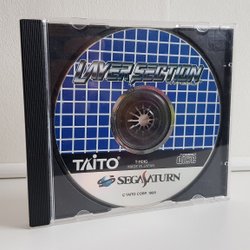 LAYER SECTION
TAITO
SEGA SATURN
©TAITO CORP. 1995